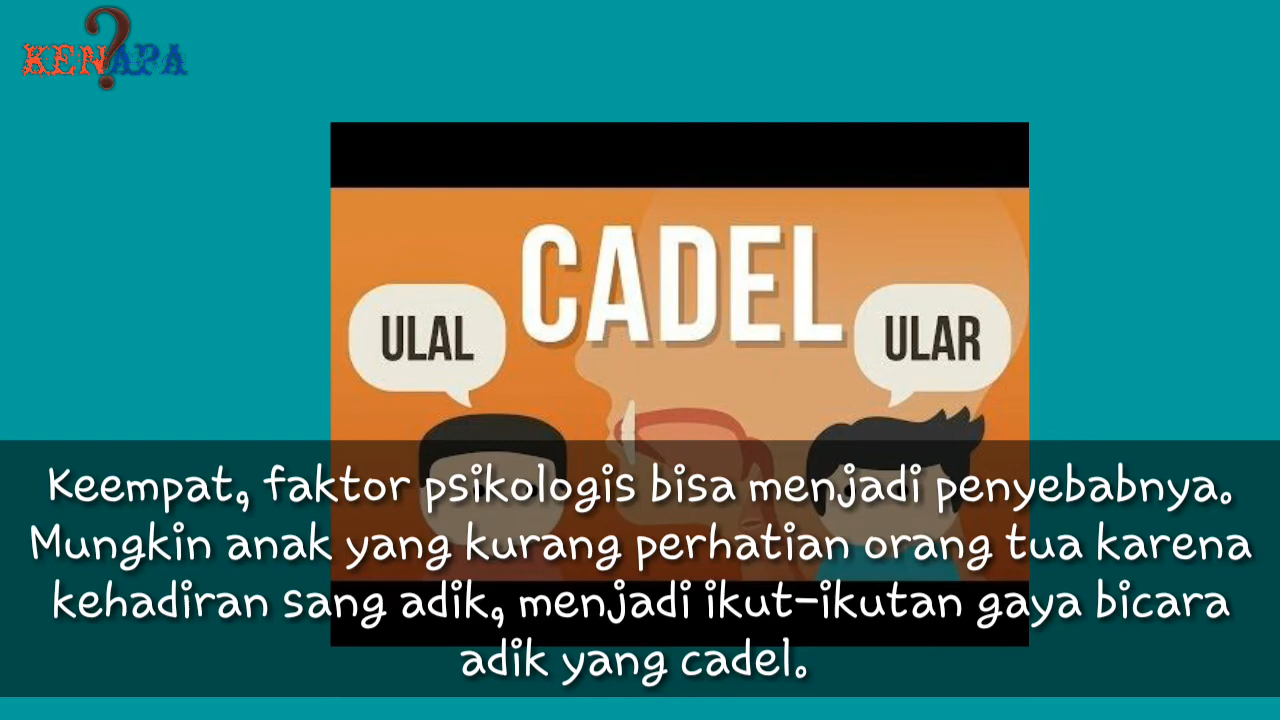 KENAPA
?
CADEL
ULAL
ULAR
Keempat, faktor psikologis bisa menjadi penyebabnya.
Mungkin anak yang kurang perhatian orang tua karena
kehadiran sang adik, menjadi ikut-ikutan gaya bicara
adik yang cadel.